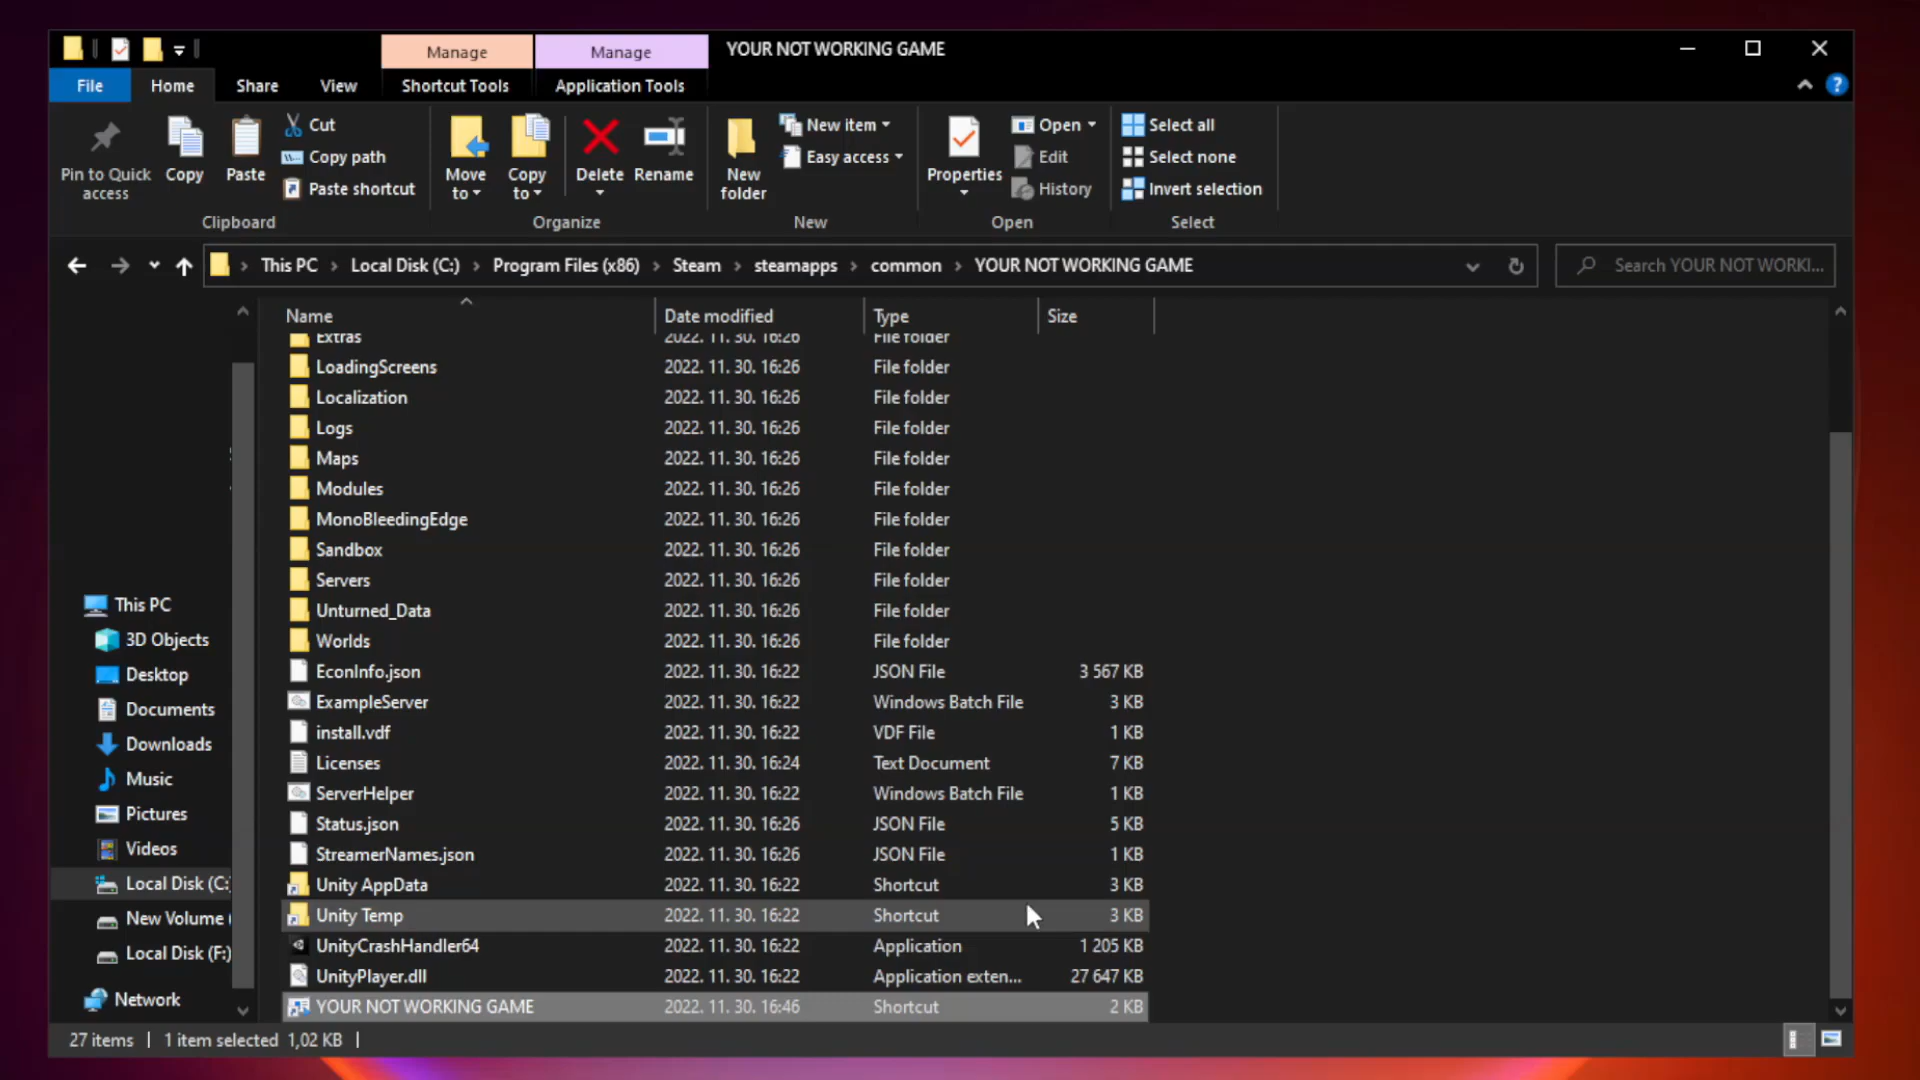 Manage
Manage
YOUR NOT WORKING GAME
File
Home
Share
View
Shortcut Tools
Application Tools
Pin to Quick access
Copy
Paste
Cut
Copy path
Paste shortcut
Clipboard
Move to
Copy to
Delete
Rename
Organize
New folder
New item
Easy access
New
Properties
Open
Edit
History
Open
Select all
Select none
Invert selection
Select
This PC
Local Disk (C:)
Program Files (x86)
Steam
steamapps
common
YOUR NOT WORKING GAME
Search YOUR NOT WORKI...
Name Date modified Type Size
Extras 2022. 11. 30. 16:26 File folder
LoadingScreens 2022. 11. 30. 16:26 File folder
Localization 2022. 11. 30. 16:26 File folder
Logs 2022. 11. 30. 16:26 File folder
Maps 2022. 11. 30. 16:26 File folder
Modules 2022. 11. 30. 16:26 File folder
MonoBleedingEdge 2022. 11. 30. 16:26 File folder
Sandbox 2022. 11. 30. 16:26 File folder
Servers 2022. 11. 30. 16:26 File folder
Unturned_Data 2022. 11. 30. 16:26 File folder
Worlds 2022. 11. 30. 16:26 File folder
EconInfo.json 2022. 11. 30. 16:22 JSON File 3 567 KB
ExampleServer 2022. 11. 30. 16:22 Windows Batch File 3 KB
install.vdf 2022. 11. 30. 16:22 VDF File 1 KB
Licenses 2022. 11. 30. 16:24 Text Document 7 KB
ServerHelper 2022. 11. 30. 16:22 Windows Batch File 1 KB
Status.json 2022. 11. 30. 16:26 JSON File 5 KB
StreamerNames.json 2022. 11. 30. 16:26 JSON File 1 KB
Unity AppData 2022. 11. 30. 16:22 Shortcut 3 KB
Unity Temp 2022. 11. 30. 16:22 Shortcut 3 KB
UnityCrashHandler64 2022. 11. 30. 16:22 Application 1 205 KB
UnityPlayer.dll 2022. 11. 30. 16:22 Application exten... 27 647 KB
YOUR NOT WORKING GAME 2022. 11. 30. 16:46 Shortcut 2 KB
This PC
3D Objects
Desktop
Documents
Downloads
Music
Pictures
Videos
Local Disk (C:
New Volume (
Local Disk (F:)
Network
27 items
1 item selected 1,02 KB